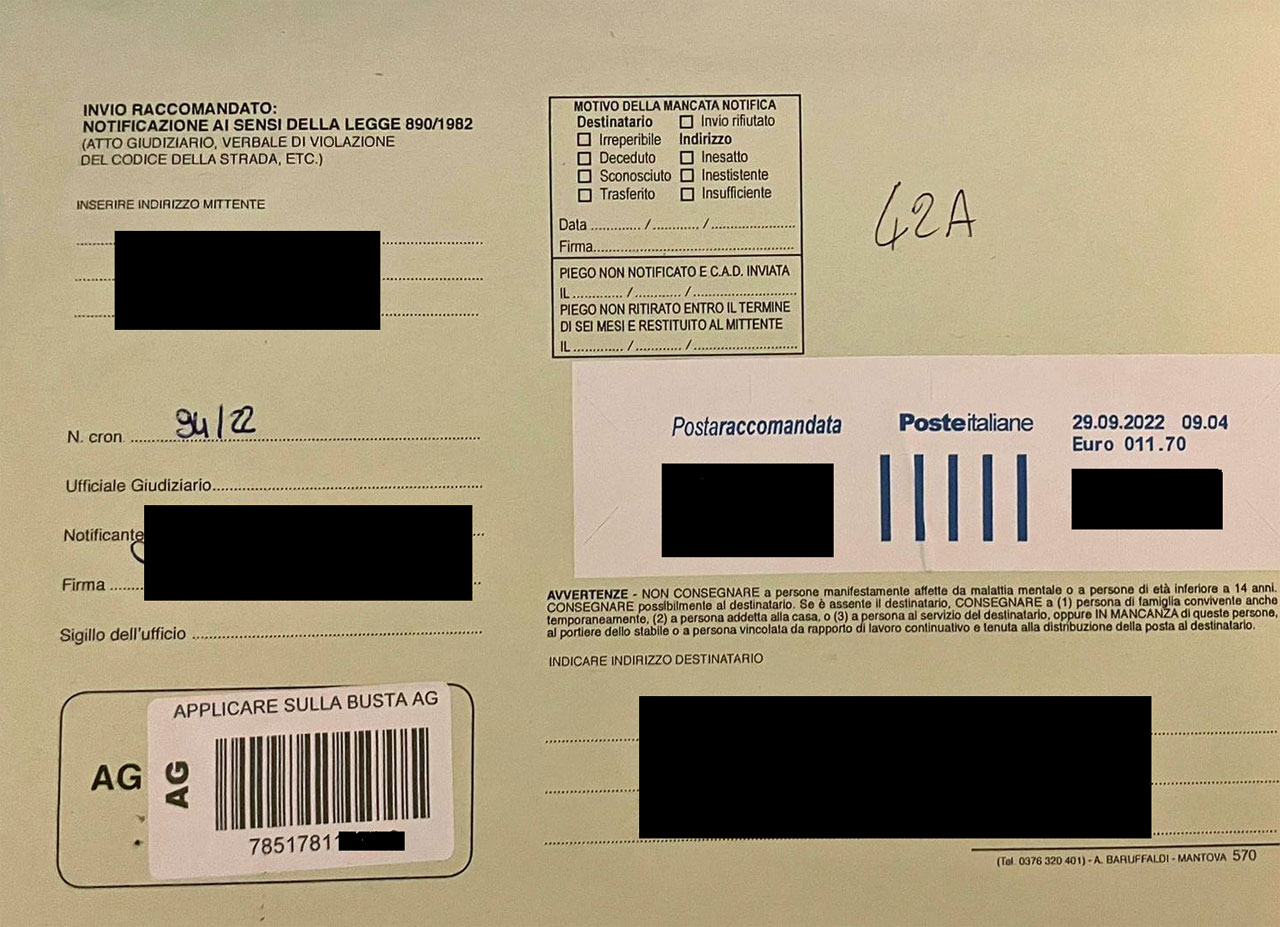 INVIO RACCOMANDATO:
NOTIFICAZIONE AI SENSI DELLA LEGGE 890/1982
(ATTO GIUDIZIARIO, VERBALE DI VIOLAZIONE
DEL CODICE DELLA STRADA, ETC.)
INSERIRE INDIRIZZO MITTENTE
N. cron. 94/22
Ufficiale Giudiziario
Notificante
Firma
Sigillo dell'ufficio
APPLICARE SULLA BUSTA AG
AG
AG
7851781
MOTIVO DELLA MANCATA NOTIFICA
Destinatario Invio rifiutato
Irreperibile Indirizzo
Deceduto Inesatto
Sconosciuto Inestistente
Trasferito Insufficiente
Data / /
Firma
PIEGO NON NOTIFICATO E C.A.D. INVIATA
IL / /
PIEGO NON RITIRATO ENTRO IL TERMINE
DI SEI MESI E RESTITUITO AL MITTENTE
IL / /
42A
Postaraccomandata
Posteitaliane
29.09.2022 09.04
Euro 011.70
AVVERTENZE - NON CONSEGNARE a persone manifestamente affette da malattia mentale o a persone di età inferiore a 14 anni.
CONSEGNARE possibilmente al destinatario. Se è assente il destinatario, CONSEGNARE a (1) persona di famiglia convivente anche
temporaneamente, (2) a persona addetta alla casa, o (3) a persona al servizio del destinatario, oppure IN MANCANZA di queste persone,
al portiere dello stabile o a persona vincolata da rapporto di lavoro continuativo e tenuta alla distribuzione della posta al destinatario.
INDICARE INDIRIZZO DESTINATARIO
(Tel. 0376 320 401) - A. BARUFFALDI - MANTOVA 570